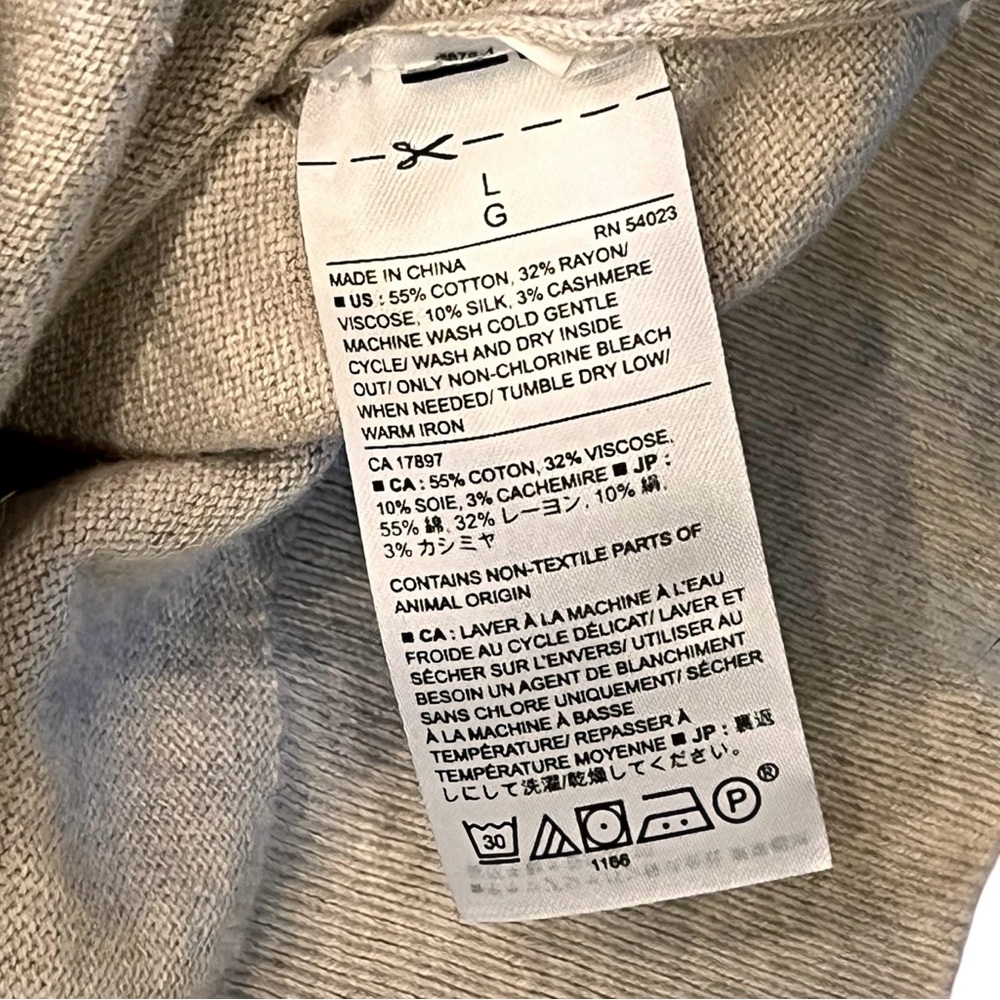 L
G
RN 54023
MADE IN CHINA
■ US : 55% COTTON, 32% RAYON/
VISCOSE, 10% SILK, 3% CASHMERE
MACHINE WASH COLD GENTLE
CYCLE/ WASH AND DRY INSIDE
OUT/ ONLY NON-CHLORINE BLEACH
WHEN NEEDED/ TUMBLE DRY LOW/
WARM IRON
CA 17897
■ CA : 55% COTON, 32% VISCOSE,
10% SOIE, 3% CACHEMIRE ■ JP :
55% 綿, 32% レーヨン, 10% 絹,
3% カシミヤ
CONTAINS NON-TEXTILE PARTS OF
ANIMAL ORIGIN
■ CA : LAVER À LA MACHINE À L'EAU
FROIDE AU CYCLE DÉLICAT/ LAVER ET
SÉCHER SUR L'ENVERS/ UTILISER AU
BESOIN UN AGENT DE BLANCHIMENT
SANS CHLORE UNIQUEMENT/ SÉCHER
À LA MACHINE À BASSE
TEMPÉRATURE/ REPASSER À
TEMPÉRATURE MOYENNE ■ JP : 裏返
しにして洗濯/乾燥してください。
30 P ®
1166